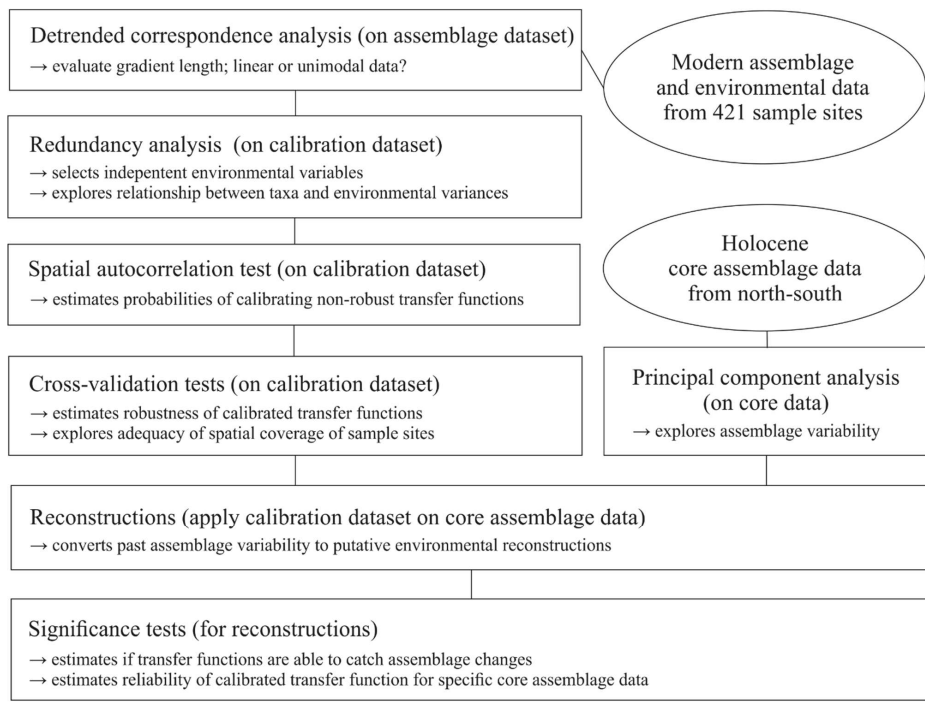 Detrended correspondence analysis (on assemblage dataset)
→ evaluate gradient length; linear or unimodal data?
Modern assemblage
and environmental data
from 421 sample sites
Redundancy analysis (on calibration dataset)
→ selects indepentent environmental variables
→ explores relationship between taxa and environmental variances
Spatial autocorrelation test (on calibration dataset)
→ estimates probabilities of calibrating non-robust transfer functions
Holocene
core assemblage data
from north-south
Cross-validation tests (on calibration dataset)
→ estimates robustness of calibrated transfer functions
→ explores adequacy of spatial coverage of sample sites
Principal component analysis
(on core data)
→ explores assemblage variability
Reconstructions (apply calibration dataset on core assemblage data)
→ converts past assemblage variability to putative environmental reconstructions
Significance tests (for reconstructions)
→ estimates if transfer functions are able to catch assemblage changes
→ estimates reliability of calibrated transfer function for specific core assemblage data